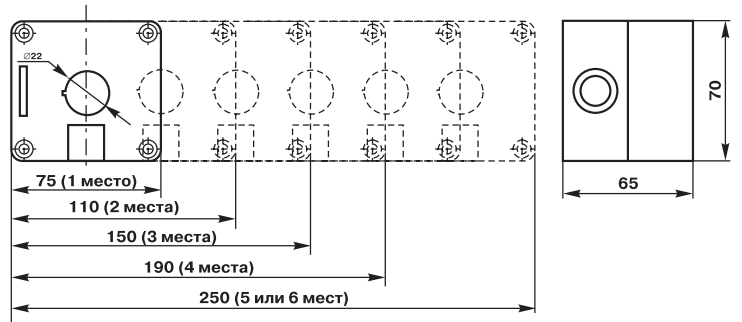 ⌀22
75 (1 место)
110 (2 места)
150 (3 места)
190 (4 места)
250 (5 или 6 мест)
65
70